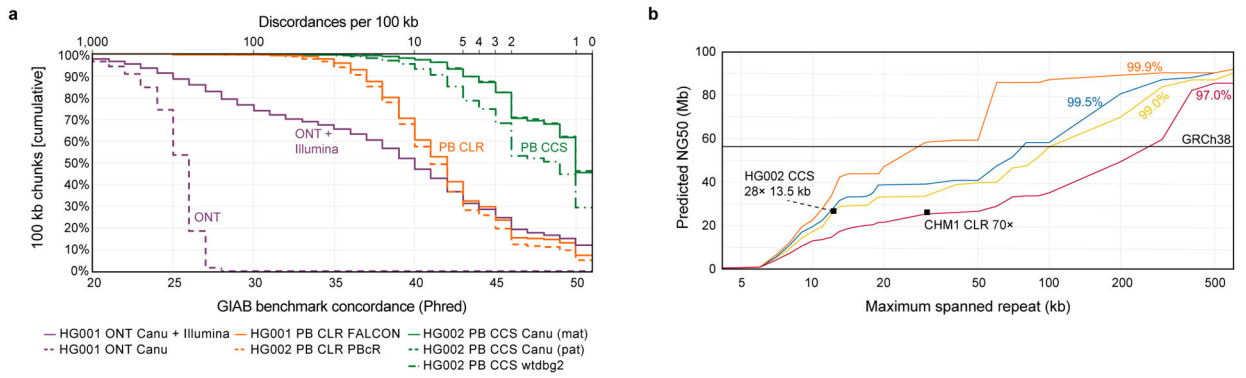 a
Discordances per 100 kb
1,000 100 10 5 4 3 2 1 0
100 kb chunks [cumulative]
100%
90%
80%
70%
60%
50%
40%
30%
20%
10%
0%
ONT +
Illumina
PB CLR
PB CCS
ONT
20 25 30 35 40 45 50
GIAB benchmark concordance (Phred)
HG001 ONT Canu + Illumina
HG001 ONT Canu
HG001 PB CLR FALCON
HG002 PB CLR PBcR
HG002 PB CCS Canu (mat)
HG002 PB CCS Canu (pat)
HG002 PB CCS wtdbg2
b
Predicted NG50 (Mb)
100
80
60
40
20
0
99.9%
99.5%
99.0%
97.0%
GRCh38
HG002 CCS
28× 13.5 kb
CHM1 CLR 70×
5 10 20 50 100 200 500
Maximum spanned repeat (kb)